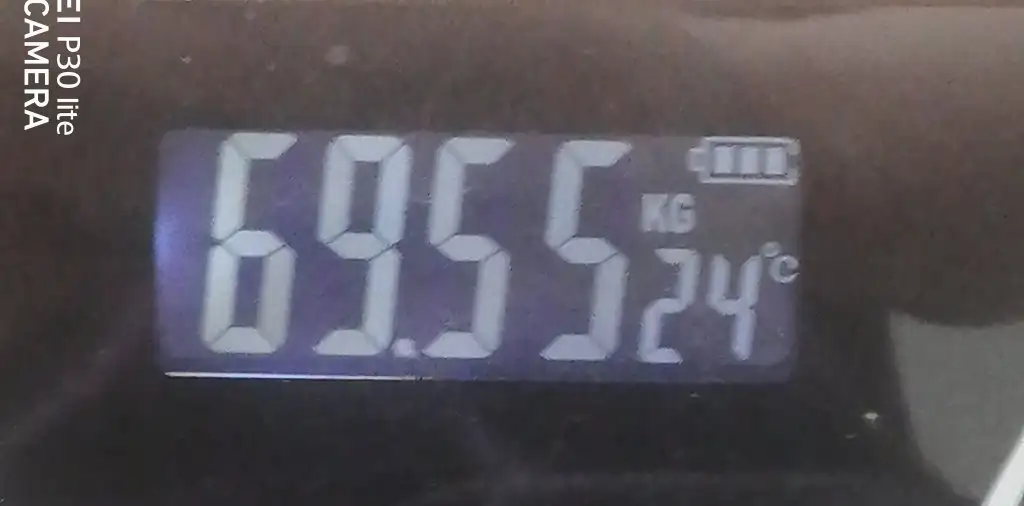 69.55 KG
24°C
EI P30 lite
CAMERA